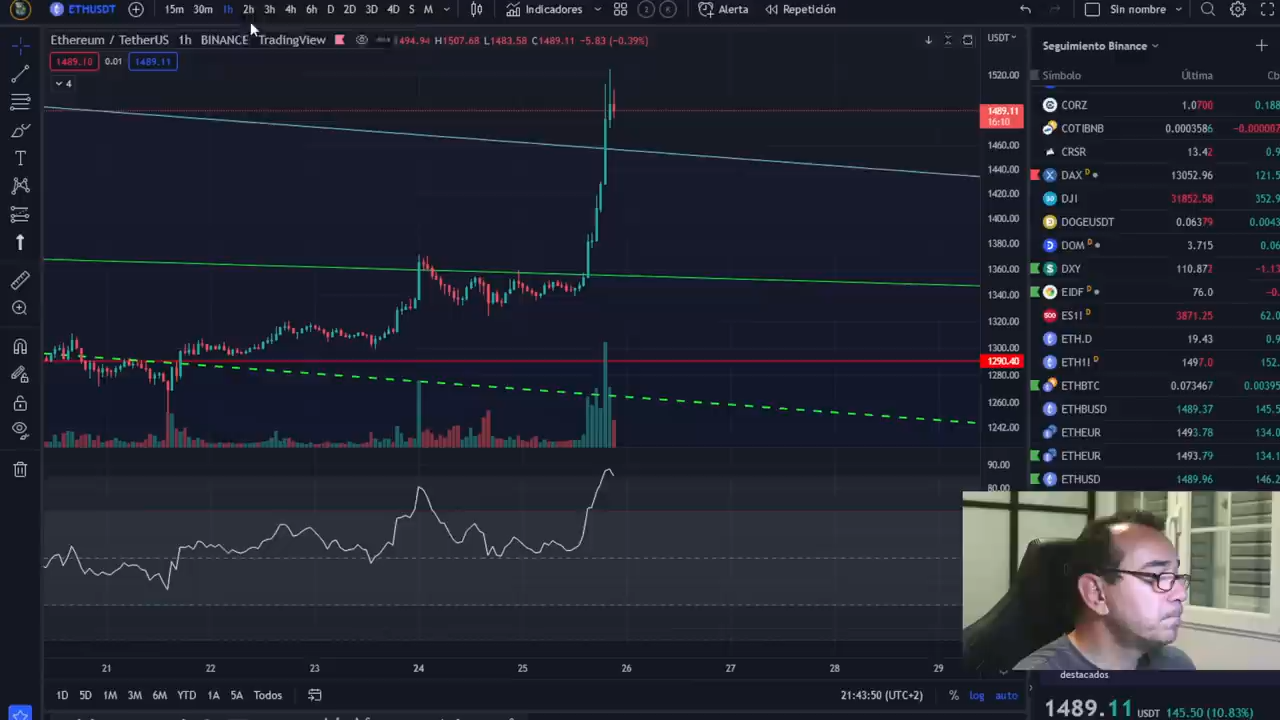 ETHUSDT 15m 30m 1h 2h 3h 4h 6h D 2D 3D 4D S M Indicadores Alerta Repetición Sin nombre
Ethereum / TetherUS 1h BINANCE TradingView 494.94 H1507.68 L1483.58 C1489.11 -5.83 (-0.39%)
1489.10 0.01 1489.11
4
USDT
1520.00
1489.11
16:10
1460.00
1440.00
1420.00
1400.00
1380.00
1360.00
1340.00
1320.00
1300.00
1290.40
1280.00
1260.00
1242.00
90.00
80.00
21 22 23 24 25 26 27 28 29
1D 5D 1M 3M 6M YTD 1A 5A Todos 21:43:50 (UTC+2) % log auto
Seguimiento Binance
Símbolo Última Cb
CORZ 1.0700 0.188
COTIBNB 0.0003586 -0.000007
CRSR 13.42 0.9
DAX D 13052.96 121.5
DJI 31852.58 352.9
DOGEUSDT 0.06379 0.0043
DOM D 3.715 0.06
DXY 110.872 -1.13
EIDF D 76.0 -0.
ES1! D 3871.25 62.0
ETH.D 19.43 0.9
ETH1! D 1497.0 152.
ETHBTC 0.073467 0.00395
ETHBUSD 1489.37 145.5
ETHEUR 1493.78 134.0
ETHEUR 1493.79 134.1
ETHUSD 1489.96 146.2
destacados
1489.11 USDT 145.50 (10.83%)